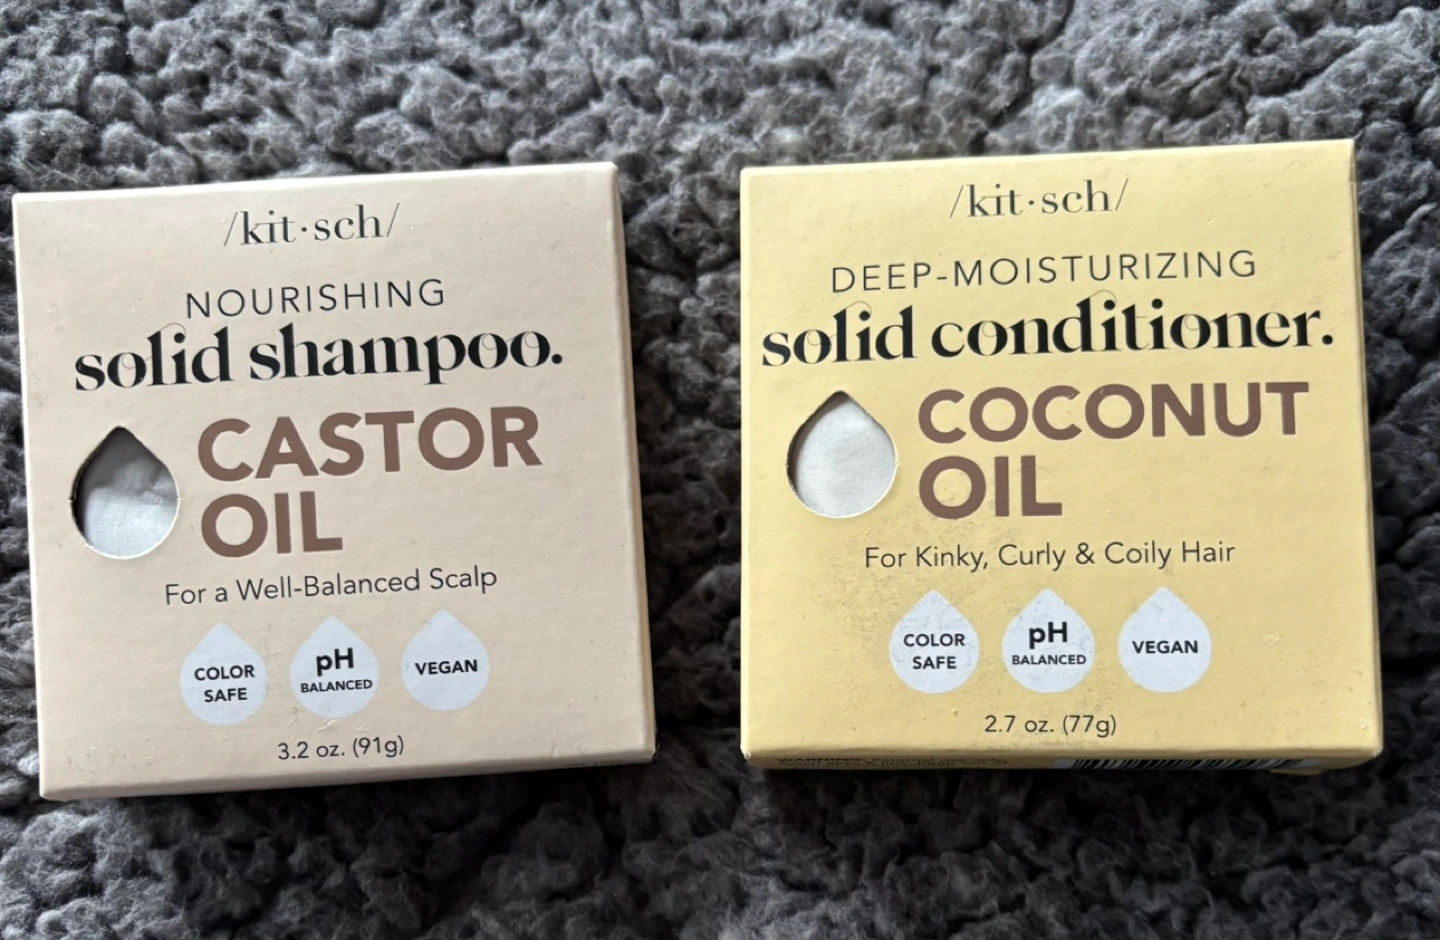 /kit·sch/
NOURISHING
solid shampoo.
CASTOR
OIL
For a Well-Balanced Scalp
COLOR
SAFE
pH
BALANCED
VEGAN
3.2 oz. (91g)
/kit·sch/
DEEP-MOISTURIZING
solid conditioner.
COCONUT
OIL
For Kinky, Curly & Coily Hair
COLOR
SAFE
pH
BALANCED
VEGAN
2.7 oz. (77g)
WARNING: